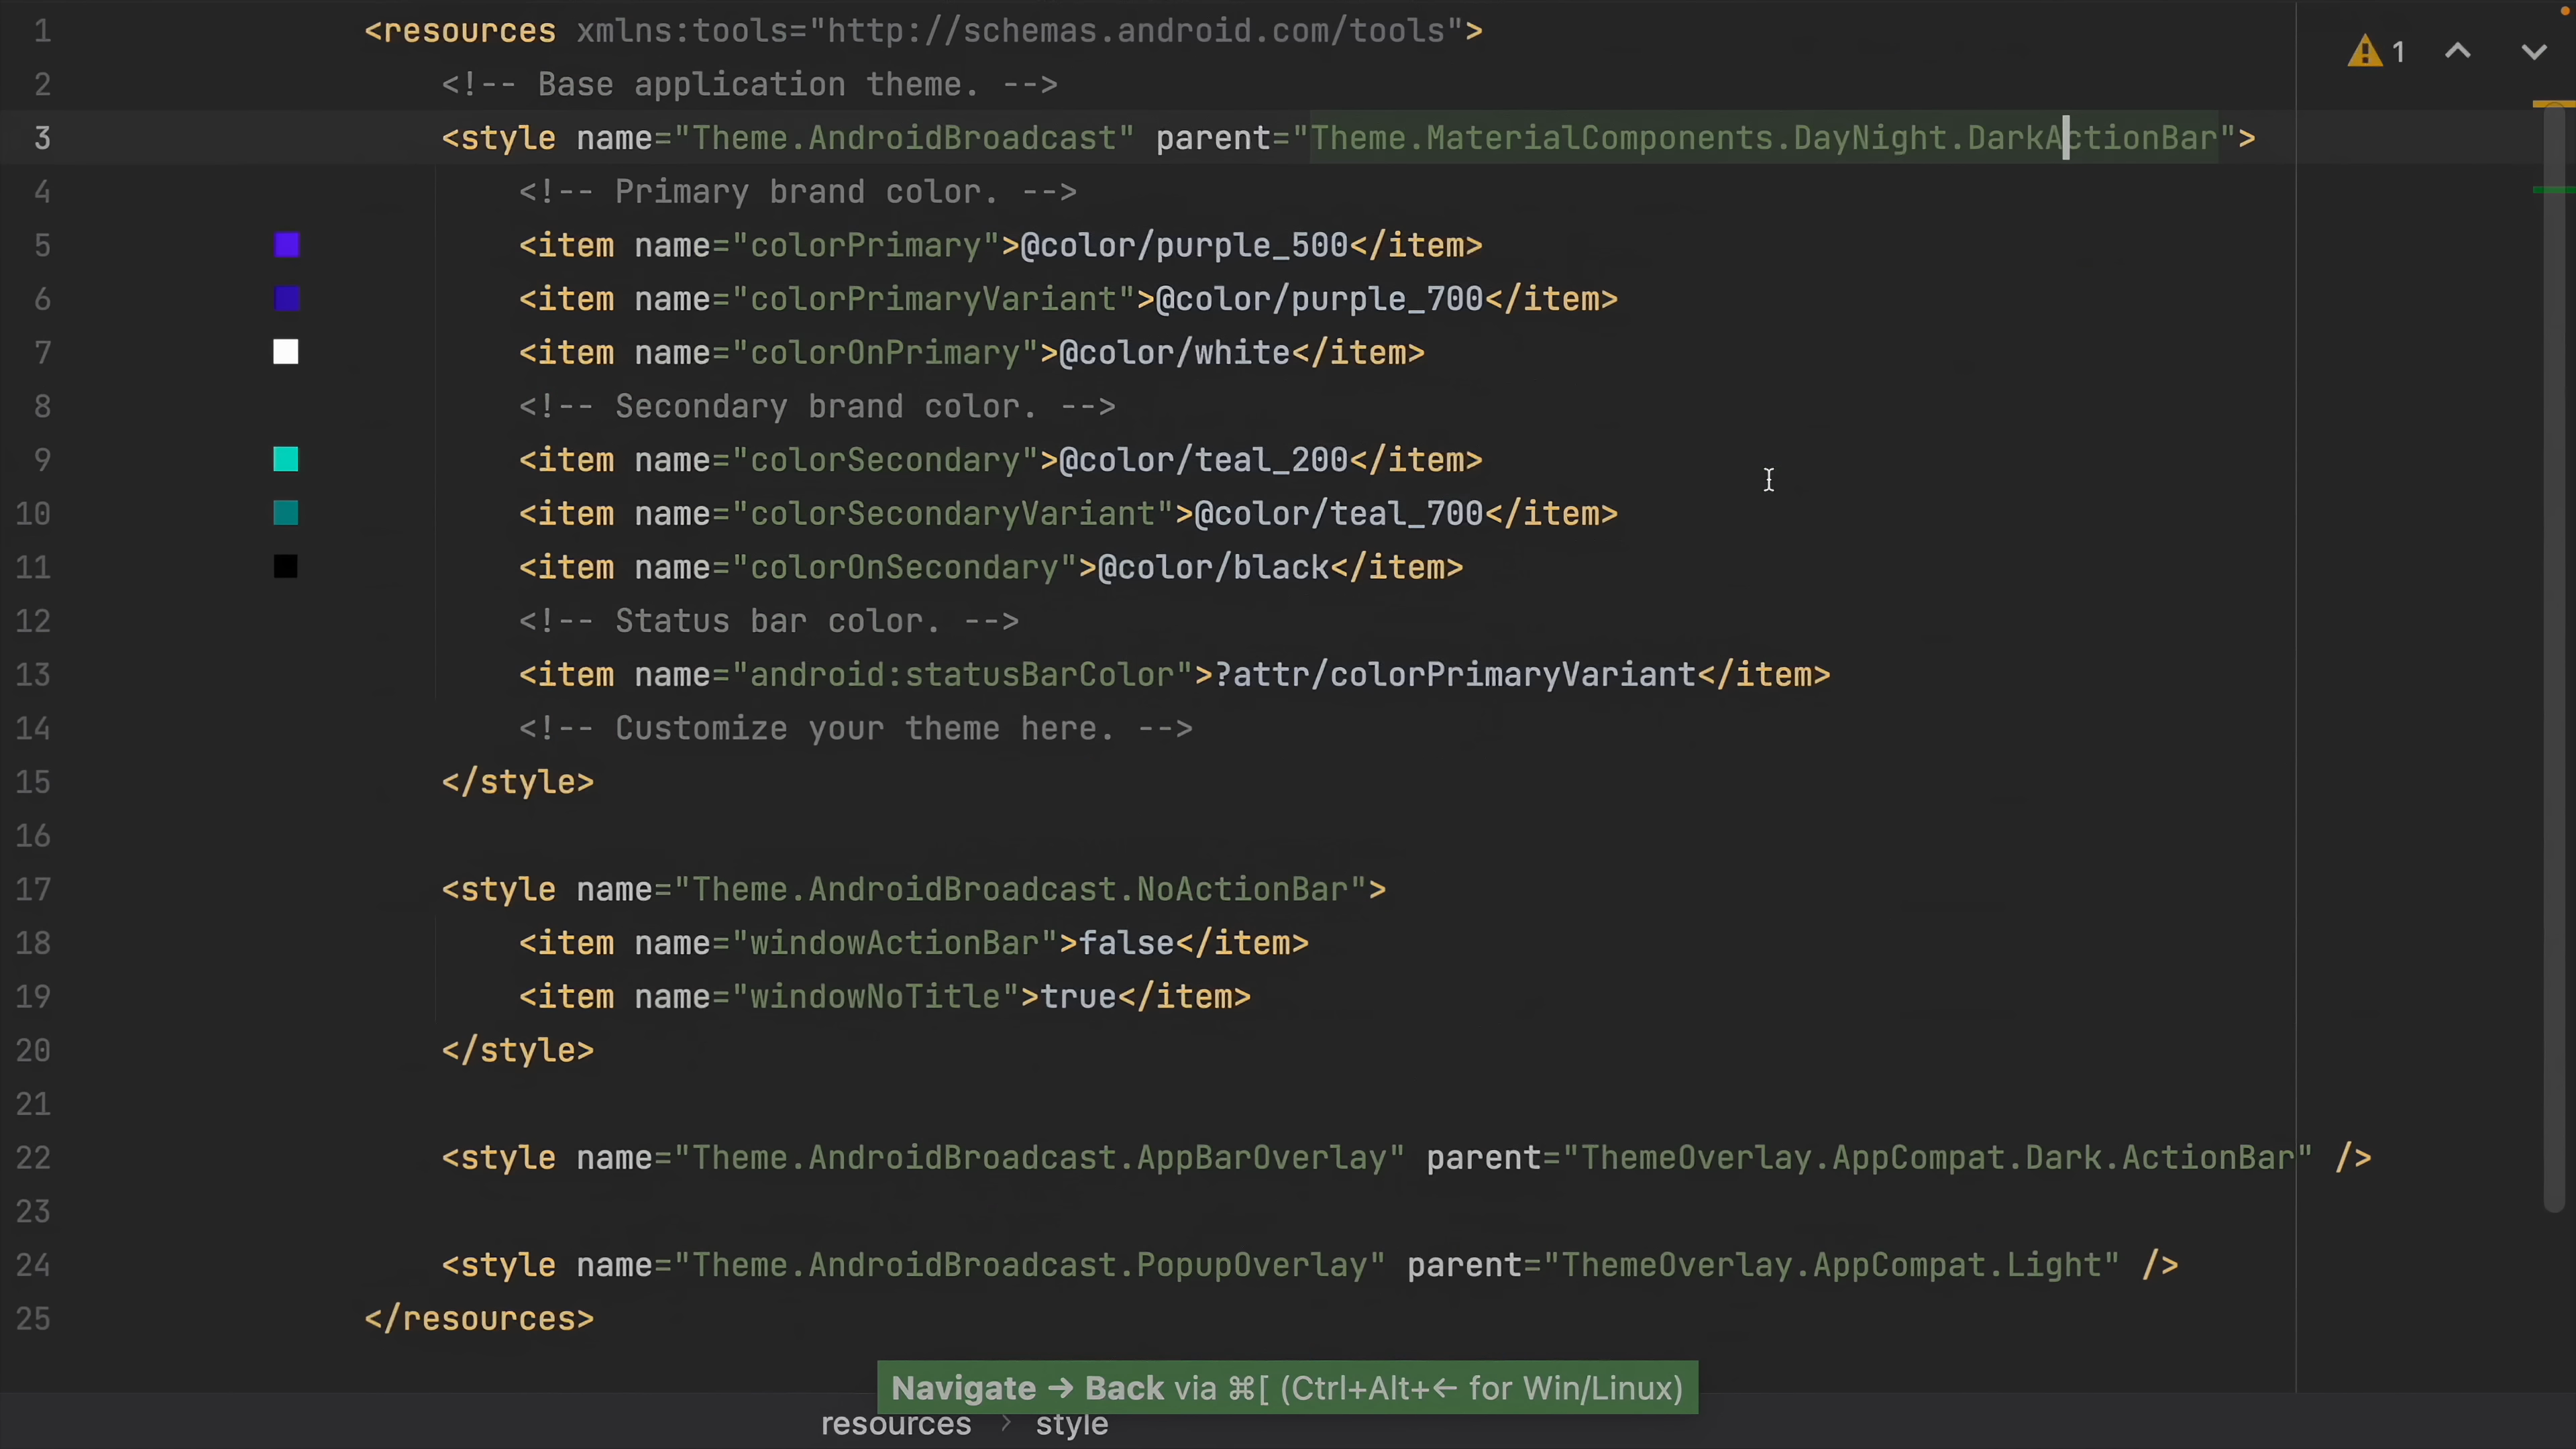 1 <resources xmlns:tools="http://schemas.android.com/tools">
2 <!-- Base application theme. -->
3 <style name="Theme.AndroidBroadcast" parent="Theme.MaterialComponents.DayNight.DarkActionBar">
4 <!-- Primary brand color. -->
5 <item name="colorPrimary">@color/purple_500</item>
6 <item name="colorPrimaryVariant">@color/purple_700</item>
7 <item name="colorOnPrimary">@color/white</item>
8 <!-- Secondary brand color. -->
9 <item name="colorSecondary">@color/teal_200</item>
10 <item name="colorSecondaryVariant">@color/teal_700</item>
11 <item name="colorOnSecondary">@color/black</item>
12 <!-- Status bar color. -->
13 <item name="android:statusBarColor">?attr/colorPrimaryVariant</item>
14 <!-- Customize your theme here. -->
15 </style>
16
17 <style name="Theme.AndroidBroadcast.NoActionBar">
18 <item name="windowActionBar">false</item>
19 <item name="windowNoTitle">true</item>
20 </style>
21
22 <style name="Theme.AndroidBroadcast.AppBarOverlay" parent="ThemeOverlay.AppCompat.Dark.ActionBar" />
23
24 <style name="Theme.AndroidBroadcast.PopupOverlay" parent="ThemeOverlay.AppCompat.Light" />
25 </resources>
1
Navigate → Back via ⌘[ (Ctrl+Alt+← for Win/Linux)
resources > style